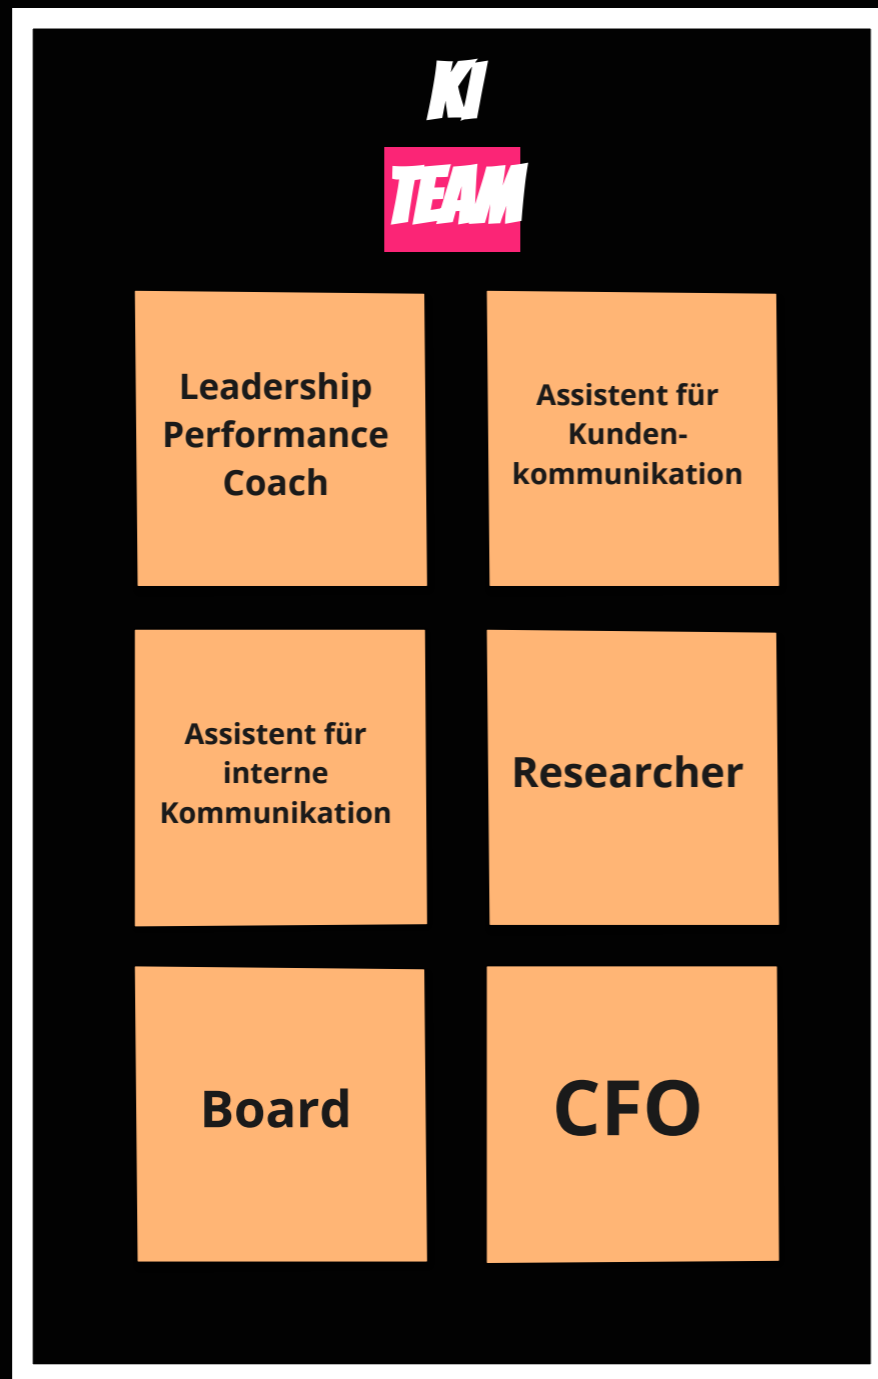 KI
TEAM
Leadership
Performance
Coach
Assistent für
Kunden-
kommunikation
Assistent für
interne
Kommunikation
Researcher
Board
CFO